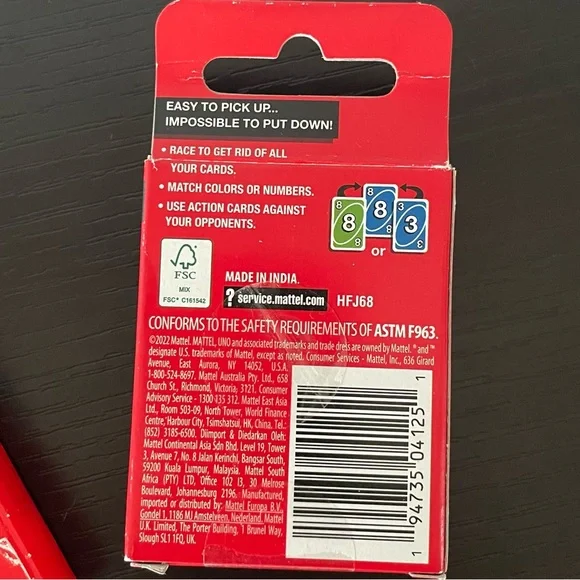 EASY TO PICK UP...
IMPOSSIBLE TO PUT DOWN!
• RACE TO GET RID OF ALL
YOUR CARDS.
• MATCH COLORS OR NUMBERS.
• USE ACTION CARDS AGAINST
YOUR OPPONENTS.
8
8
8
8
8
8
3
3
3
or
FSC
MIX
FSC® C161542
MADE IN INDIA.
? service.mattel.com HFJ68
CONFORMS TO THE SAFETY REQUIREMENTS OF ASTM F963.
©2022 Mattel. MATTEL, UNO and associated trademarks and trade dress are owned by Mattel. ® and ™
designate U.S. trademarks of Mattel, except as noted. Consumer Services - Mattel, Inc., 636 Girard
Avenue, East Aurora, NY 14052, U.S.A.
1-800-524-8697. Mattel Australia Pty. Ltd., 658
Church St., Richmond, Victoria; 3121. Consumer
Advisory Service - 1300 135 312. Mattel East Asia
Ltd., Room 503-09, North Tower, World Finance
Centre, Harbour City, Tsimshatsui, HK, China. Tel.:
(852) 3185-6500. Diimport & Diedarkan Oleh:
Mattel Continental Asia Sdn Bhd. Level 19, Tower
3, Avenue 7, No. 8 Jalan Kerinchi, Bangsar South,
59200 Kuala Lumpur, Malaysia. Mattel South
Africa (PTY) LTD, Office 102 I3, 30 Melrose
Boulevard, Johannesburg 2196. Manufactured,
imported or distributed by: Mattel Europa B.V.,
Gondel 1, 1186 MJ Amstelveen, Nederland. Mattel
U.K. Limited, The Porter Building, 1 Brunel Way,
Slough SL1 1FQ, UK.
1 94735 04125 1